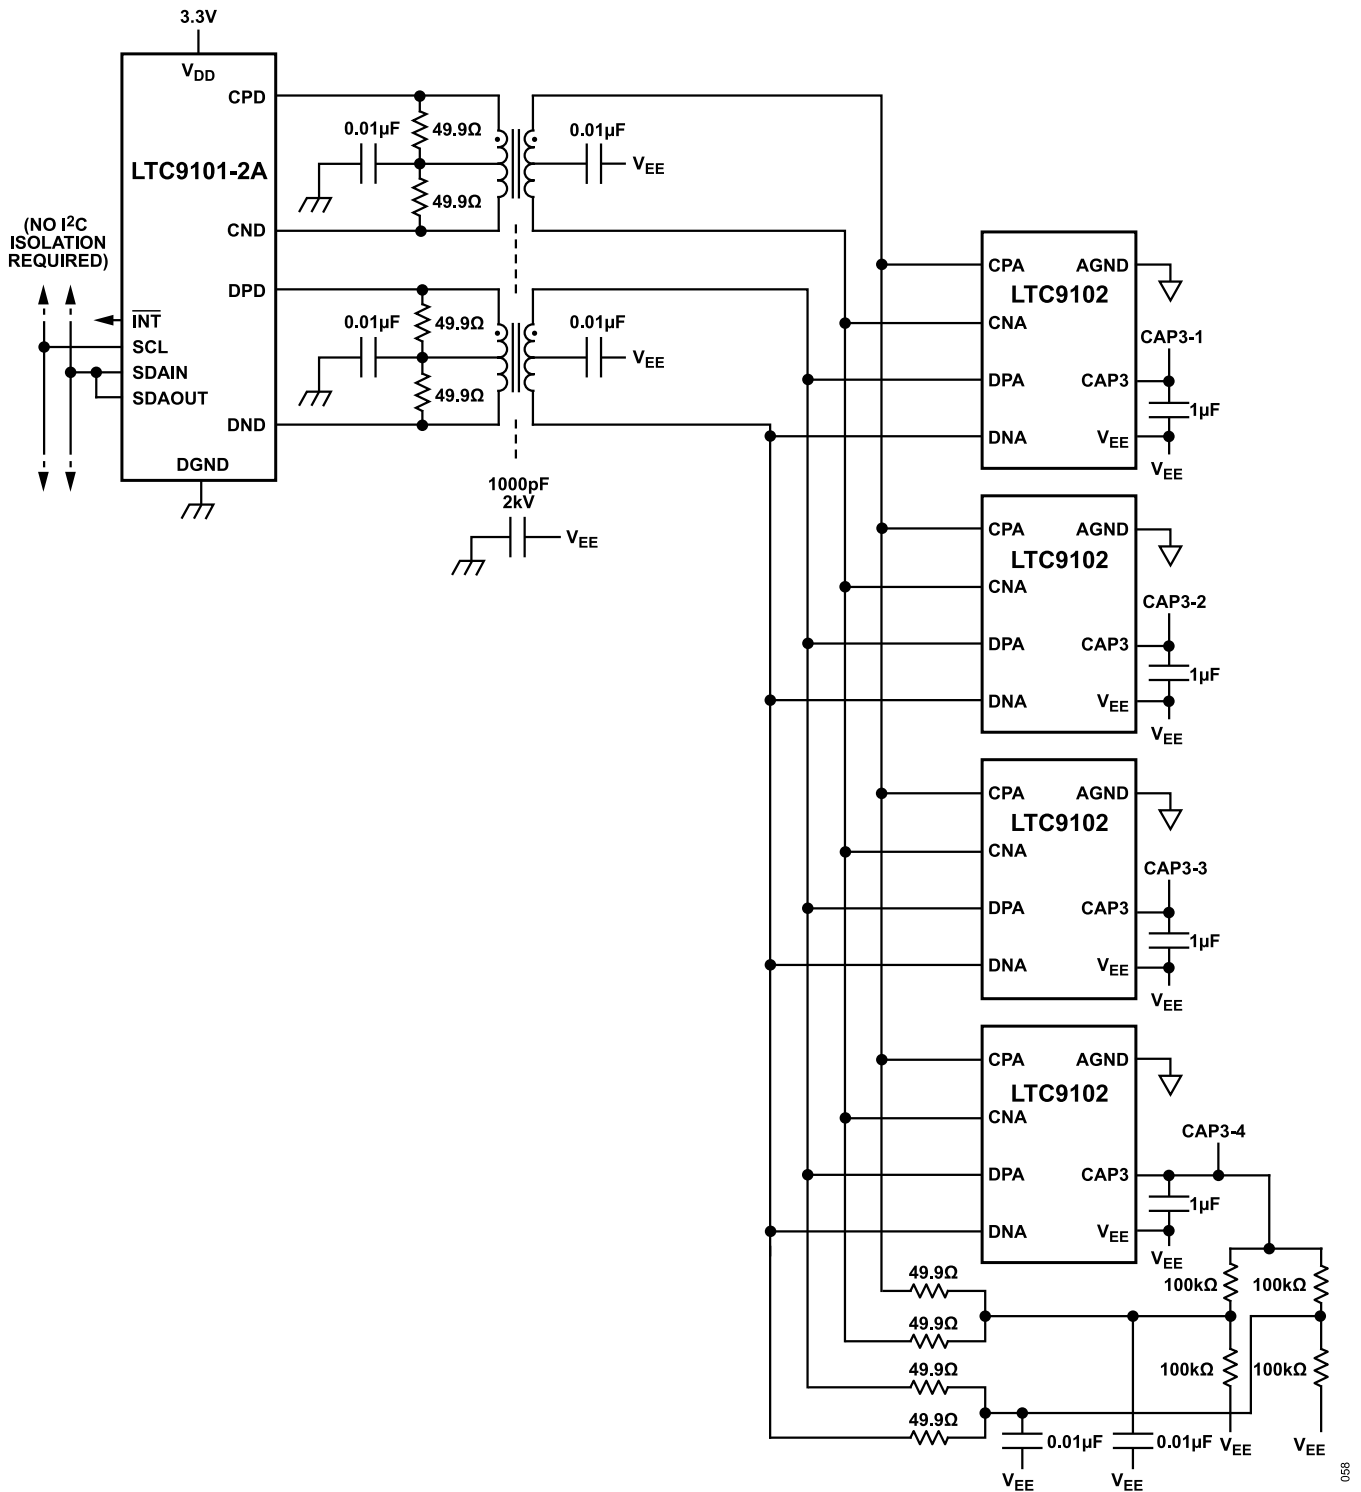 3.3V
VDD
CPD
LTC9101-2A
CND
DPD
INT
SCL
SDAIN
SDAOUT
DND
DGND
(NO I2C
ISOLATION
REQUIRED)
0.01µF
49.9Ω
49.9Ω
0.01µF
VEE
0.01µF
49.9Ω
49.9Ω
0.01µF
VEE
1000pF
2kV
VEE
CPA
AGND
LTC9102
CNA
CAP3-1
DPA
CAP3
1µF
DNA
VEE
VEE
CPA
AGND
LTC9102
CNA
CAP3-2
DPA
CAP3
1µF
DNA
VEE
VEE
CPA
AGND
LTC9102
CNA
CAP3-3
DPA
CAP3
1µF
DNA
VEE
VEE
CPA
AGND
LTC9102
CNA
CAP3-4
DPA
CAP3
1µF
DNA
VEE
VEE
49.9Ω
100kΩ
100kΩ
49.9Ω
49.9Ω
100kΩ
100kΩ
49.9Ω
0.01µF
0.01µF
VEE
VEE
VEE
VEE
058